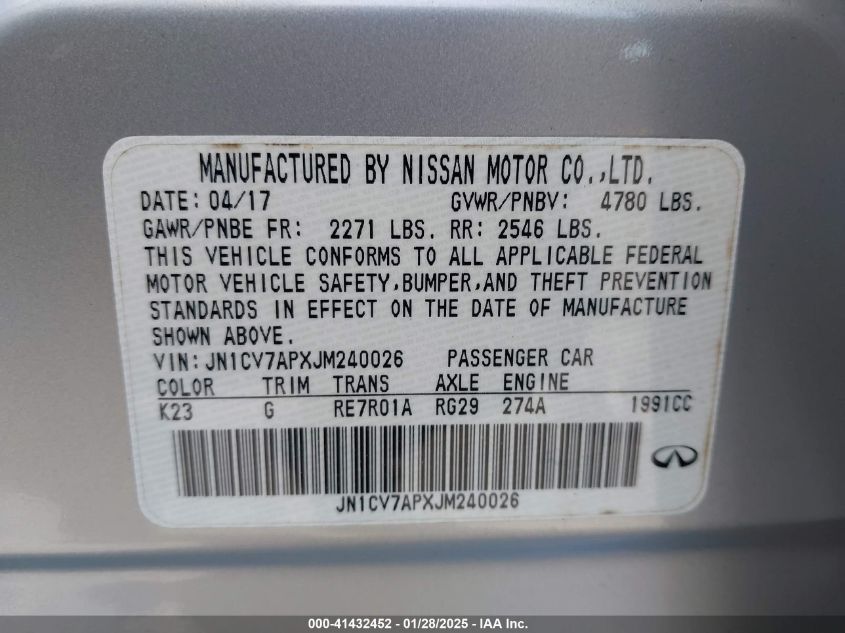 MANUFACTURED BY NISSAN MOTOR CO.,LTD.
DATE: 04/17 GVWR/PNBV: 4780 LBS.
GAWR/PNBE FR: 2271 LBS. RR: 2546 LBS.
THIS VEHICLE CONFORMS TO ALL APPLICABLE FEDERAL
MOTOR VEHICLE SAFETY,BUMPER,AND THEFT PREVENTION
STANDARDS IN EFFECT ON THE DATE OF MANUFACTURE
SHOWN ABOVE.
VIN: JN1CV7APXJM240026 PASSENGER CAR
COLOR TRIM TRANS AXLE ENGINE
K23 G RE7R01A RG29 274A 1991CC
JN1CV7APXJM240026
000-41432452 - 01/28/2025 - IAA Inc.